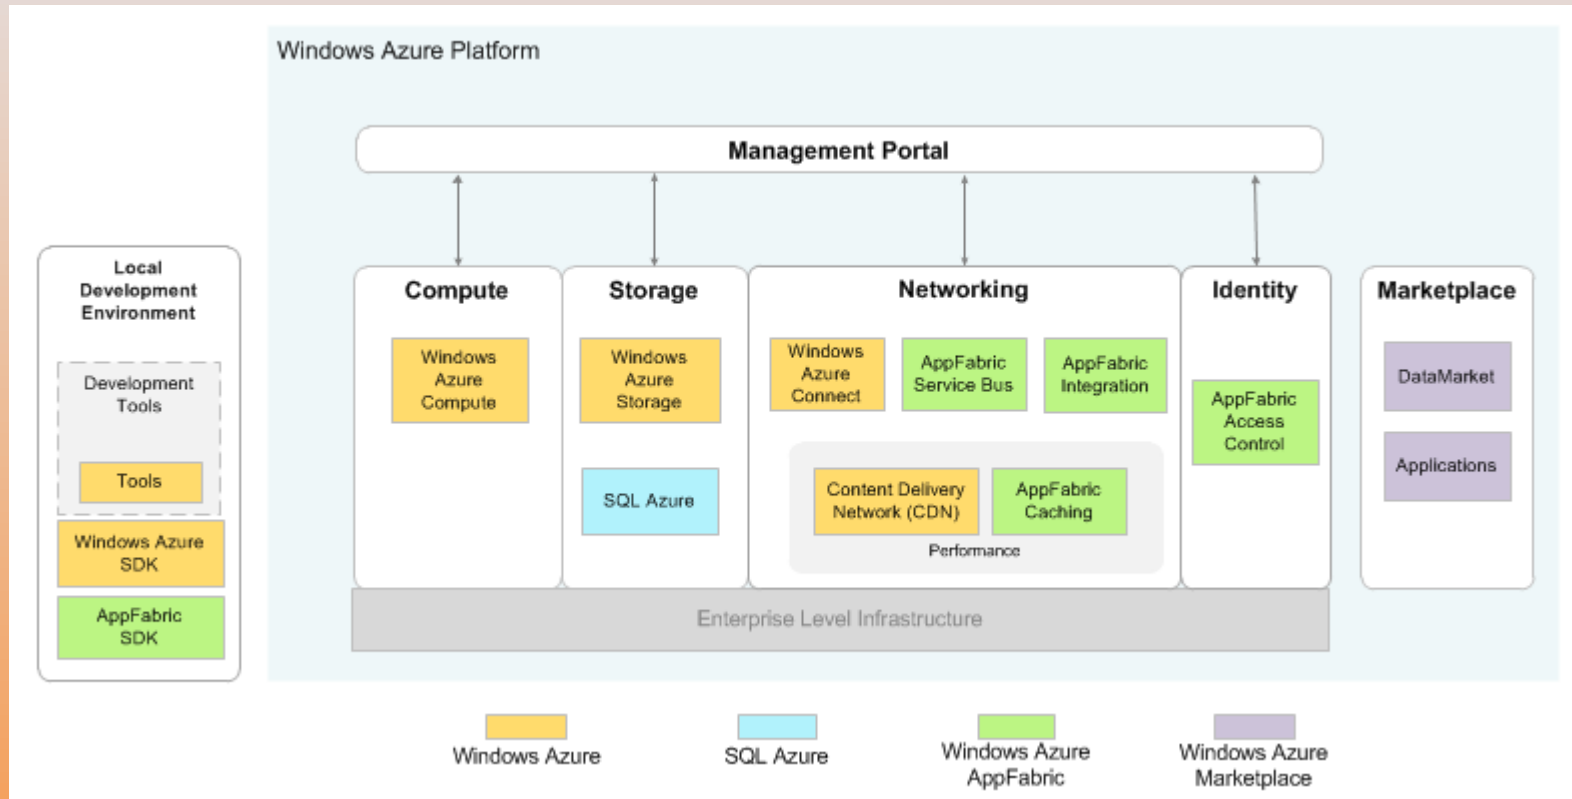 Windows Azure Platform
Management Portal
Local
Development
Environment
Development
Tools
Tools
Windows Azure
SDK
AppFabric
SDK
Compute
Windows
Azure
Compute
Storage
Windows
Azure
Storage
SQL Azure
Networking
Windows
Azure
Connect
AppFabric
Service Bus
AppFabric
Integration
Content Delivery
Network (CDN)
AppFabric
Caching
Performance
Identity
AppFabric
Access
Control
Marketplace
DataMarket
Applications
Enterprise Level Infrastructure
Windows Azure
SQL Azure
Windows Azure
AppFabric
Windows Azure
Marketplace